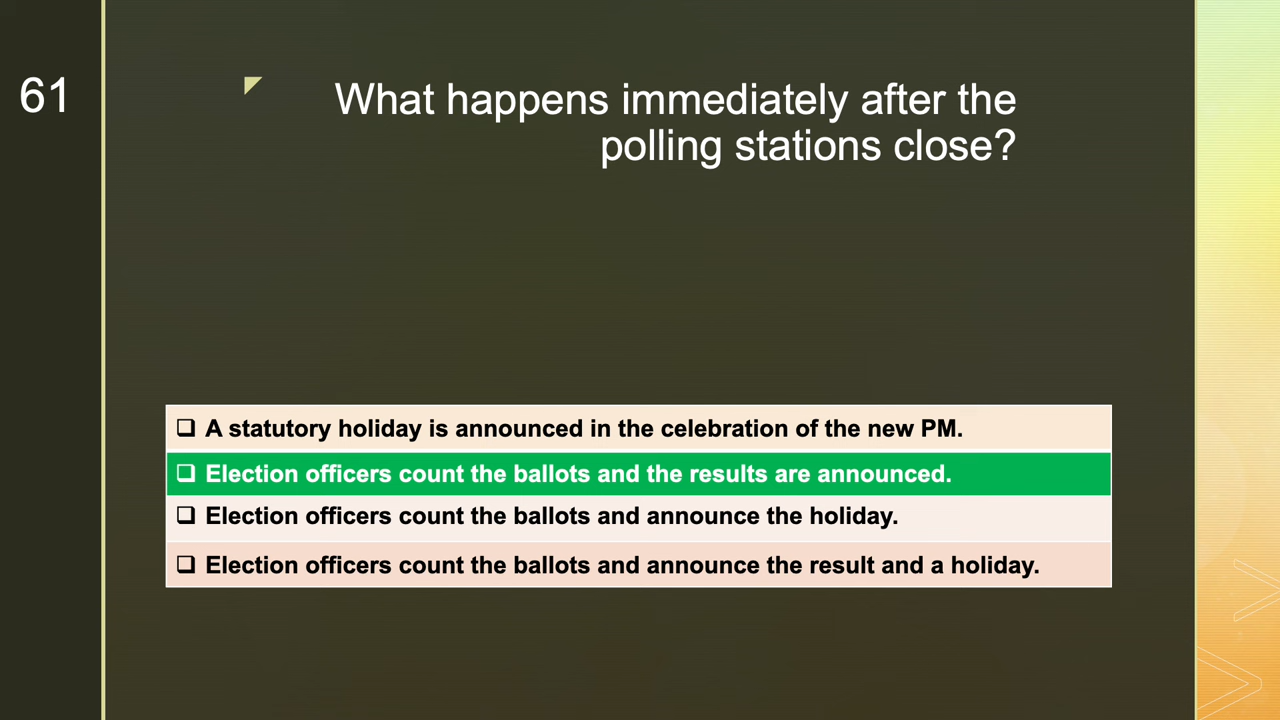 61
What happens immediately after the
polling stations close?
❑ A statutory holiday is announced in the celebration of the new PM.
❑ Election officers count the ballots and the results are announced.
❑ Election officers count the ballots and announce the holiday.
❑ Election officers count the ballots and announce the result and a holiday.